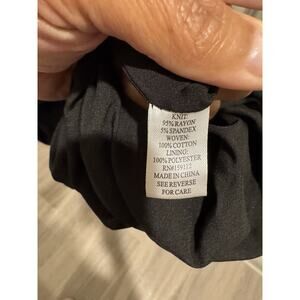 KNIT:
95% RAYON
5% SPANDEX
WOVEN:
100% COTTON
LINING:
100% POLYESTER
RN#159112
MADE IN CHINA
SEE REVERSE
FOR CARE